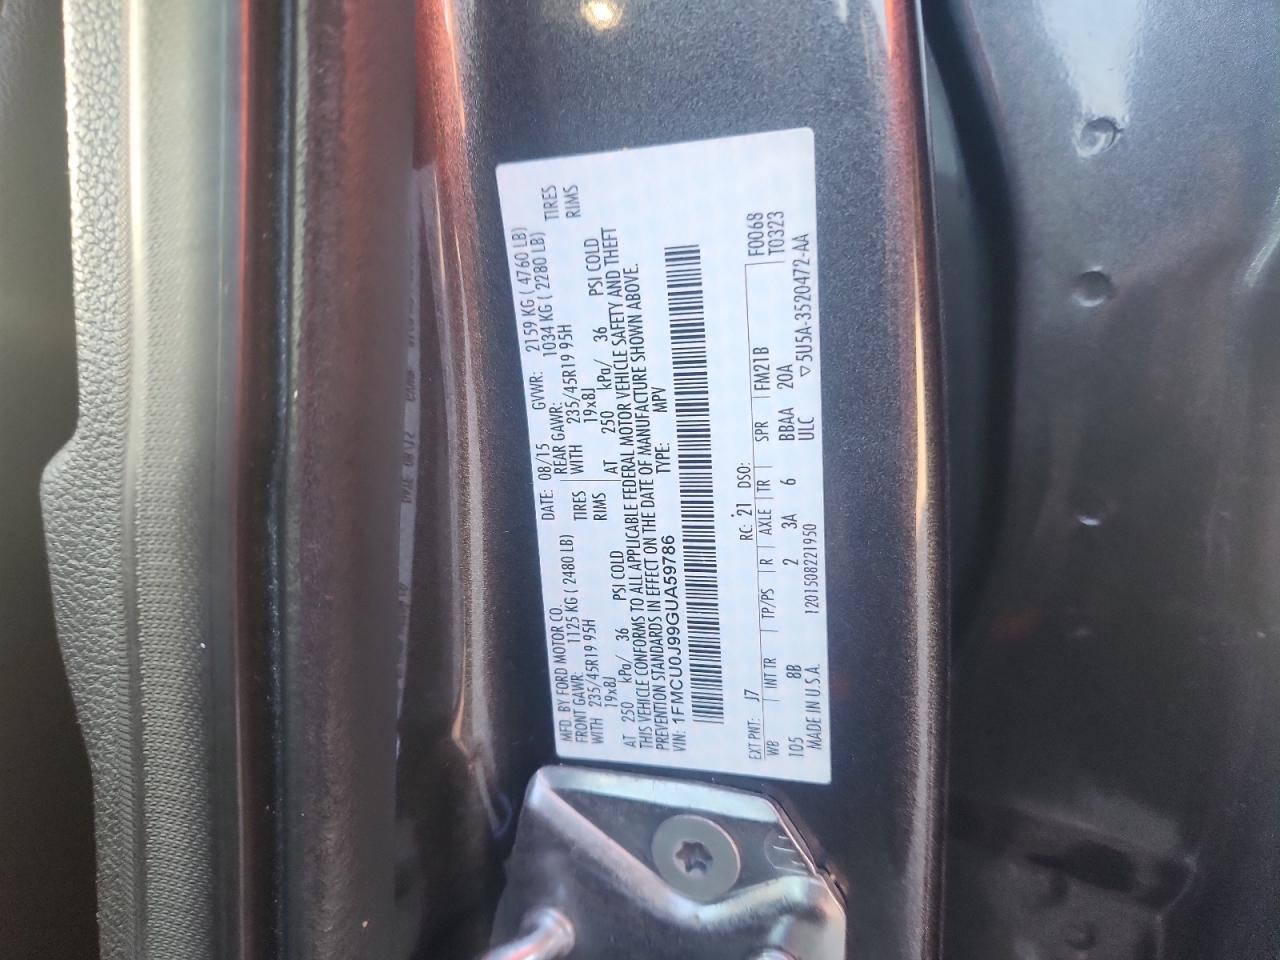 MFD. BY FORD MOTOR CO. DATE: 08/15 GVWR: 2159 KG ( 4760 LB)
FRONT GAWR: 1125 KG ( 2480 LB) REAR GAWR: 1034 KG ( 2280 LB)
WITH 235/45R19 95H TIRES WITH 235/45R19 95H TIRES
19x8J RIMS 19x8J RIMS
AT 250 kPa/ 36 PSI COLD AT 250 kPa/ 36 PSI COLD
THIS VEHICLE CONFORMS TO ALL APPLICABLE FEDERAL MOTOR VEHICLE SAFETY AND THEFT
PREVENTION STANDARDS IN EFFECT ON THE DATE OF MANUFACTURE SHOWN ABOVE.
VIN: 1FMCU0J99GUA59786 TYPE: MPV
F0068
T0323
EXT PNT: J7 RC: 21 DSO:
WB INT TR TP/PS R AXLE TR SPR FM21B
105 8B 2 3A 6 BBAA 20A
MADE IN U.S.A. 1201508221950 ULC ▽5U5A-3520472-AA